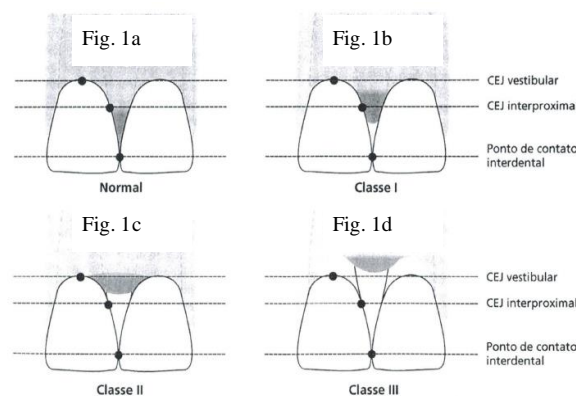 Fig. 1a
Fig. 1b
CEJ vestibular
CEJ interproximal
Ponto de contato
interdental
Normal
Classe I
Fig. 1c
Fig. 1d
CEJ vestibular
CEJ interproximal
Ponto de contato
interdental
Classe II
Classe III